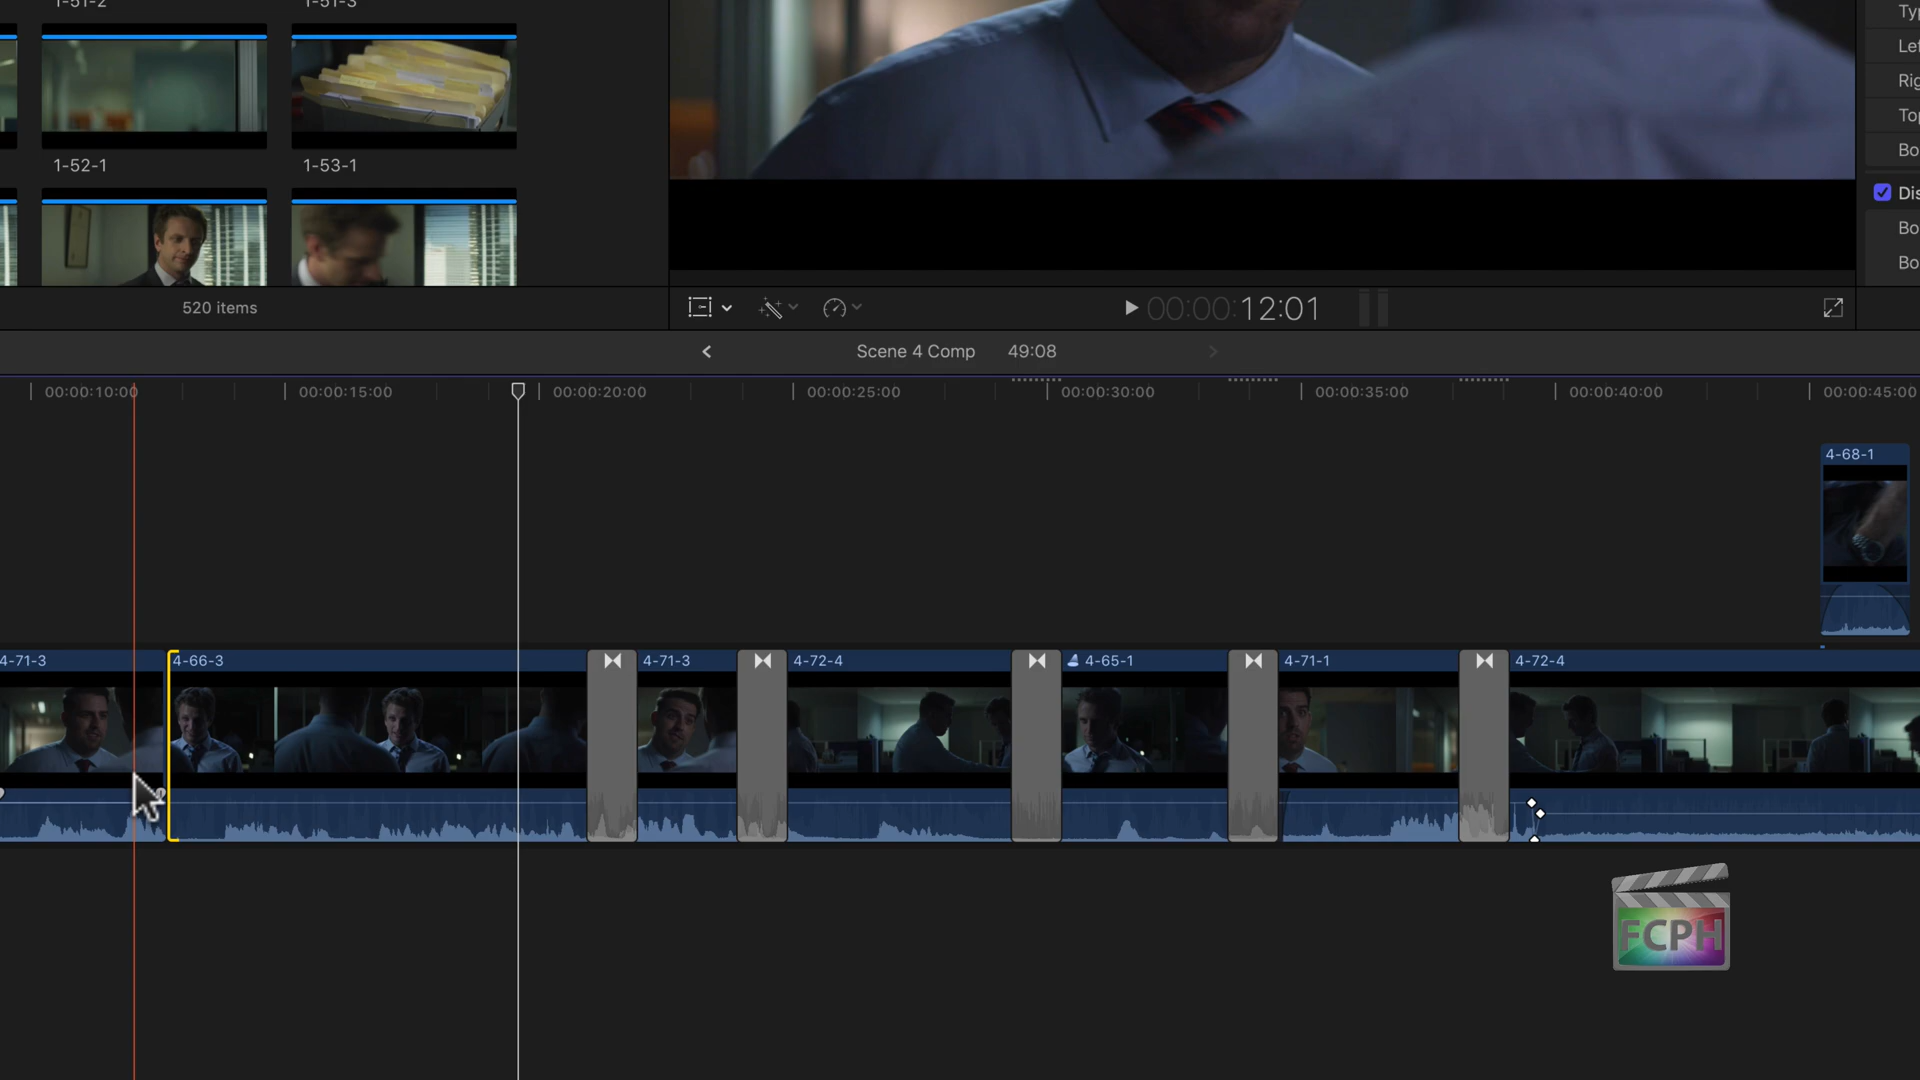 1-51-2
1-51-3
1-52-1
1-53-1
520 items
00:00:00:12:01
Scene 4 Comp
49:08
00:00:10:00
00:00:15:00
00:00:20:00
00:00:25:00
00:00:30:00
00:00:35:00
00:00:40:00
00:00:45:00
Typ
Lef
Rig
Top
Bo
Dis
Bo
Bo
4-68-1
4-71-3
4-66-3
4-71-3
4-72-4
4-65-1
4-71-1
4-72-4
FCPH